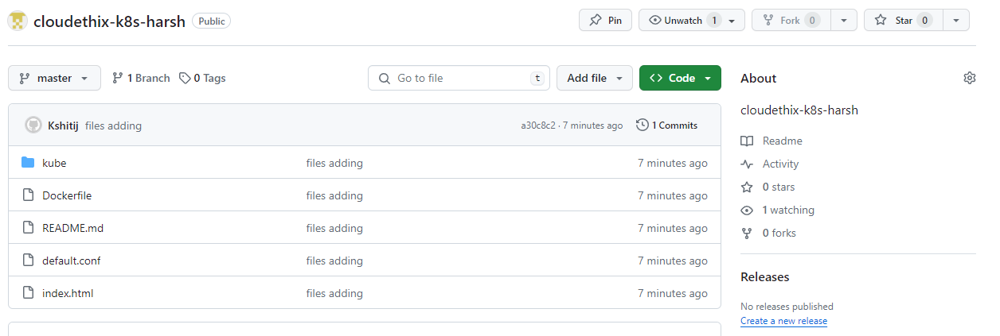 cloudethix-k8s-harsh Public Pin Unwatch 1 Fork 0 Star 0
master 1 Branch 0 Tags Go to file t Add file Code
Kshitij files adding a30c8c2 · 7 minutes ago 1 Commits
kube files adding 7 minutes ago
Dockerfile files adding 7 minutes ago
README.md files adding 7 minutes ago
default.conf files adding 7 minutes ago
index.html files adding 7 minutes ago
About
cloudethix-k8s-harsh
Readme
Activity
0 stars
1 watching
0 forks
Releases
No releases published
Create a new release